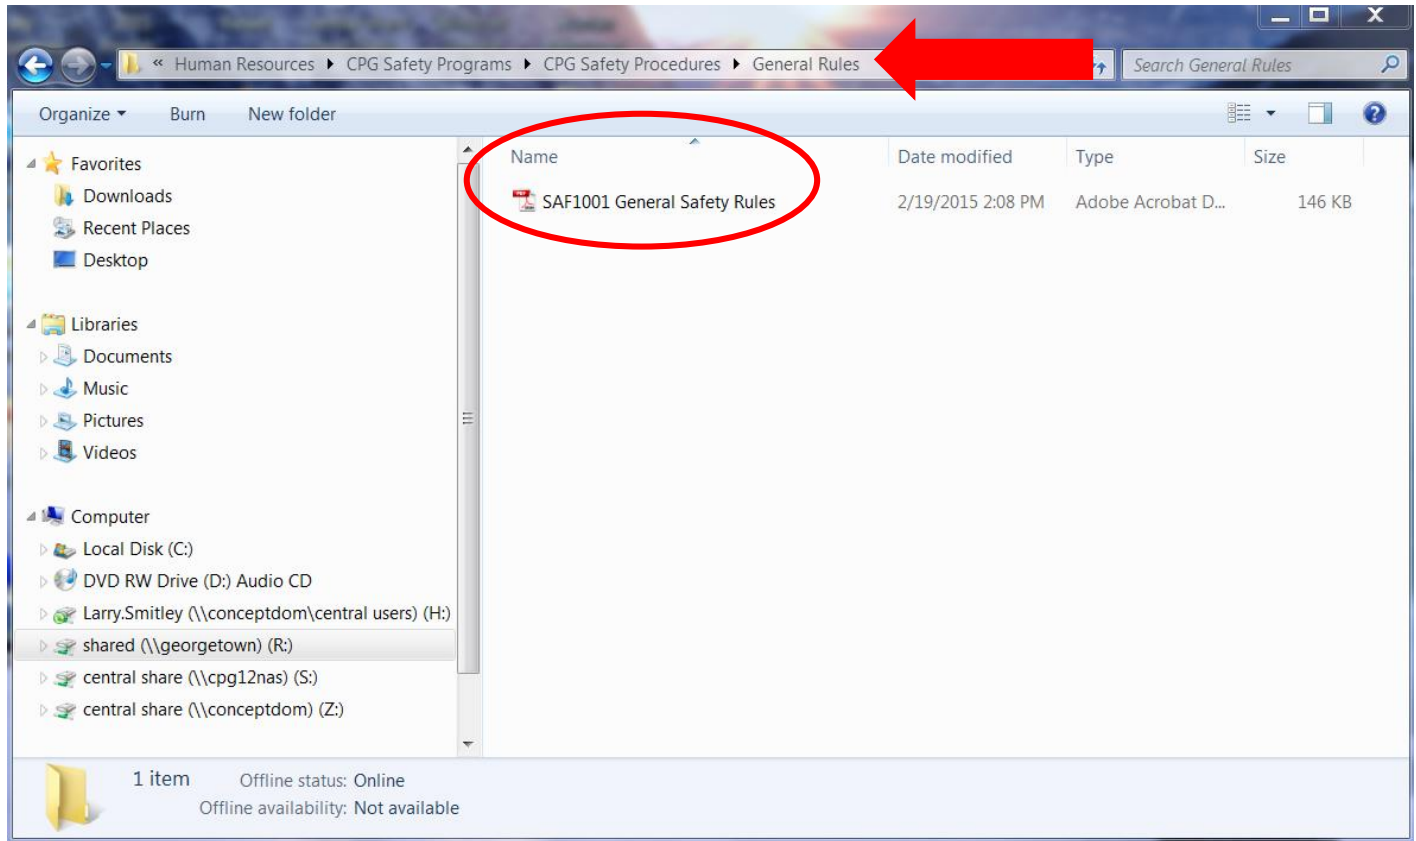 « Human Resources CPG Safety Programs CPG Safety Procedures General Rules Search General Rules
Organize Burn New folder
Favorites
Downloads
Recent Places
Desktop
Libraries
Documents
Music
Pictures
Videos
Computer
Local Disk (C:)
DVD RW Drive (D:) Audio CD
Larry.Smitley (\\conceptdom\central users) (H:)
shared (\\georgetown) (R:)
central share (\\cpg12nas) (S:)
central share (\\conceptdom) (Z:)
Name Date modified Type Size
SAF1001 General Safety Rules 2/19/2015 2:08 PM Adobe Acrobat D... 146 KB
1 item Offline status: Online
Offline availability: Not available